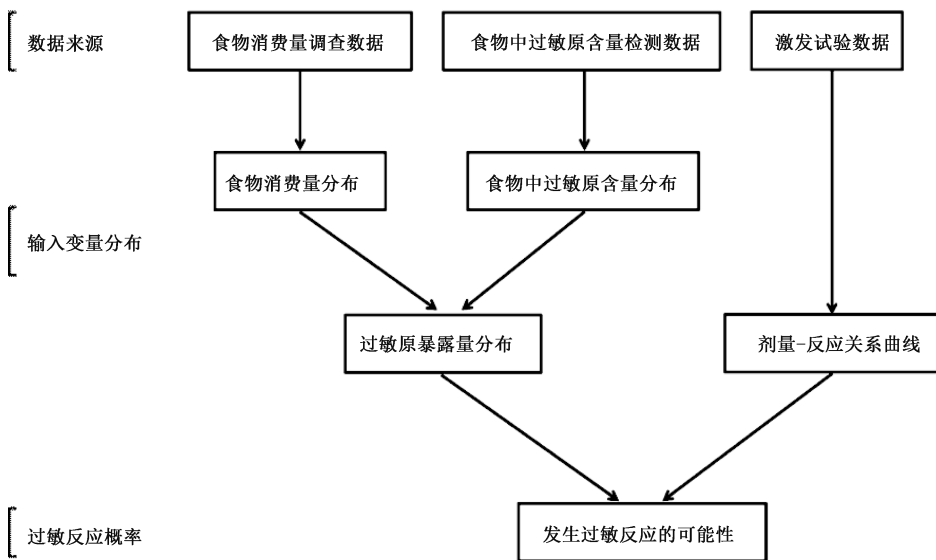 数据来源
食物消费量调查数据
食物中过敏原含量检测数据
激发试验数据
食物消费量分布
食物中过敏原含量分布
输入变量分布
过敏原暴露量分布
剂量-反应关系曲线
过敏反应概率
发生过敏反应的可能性